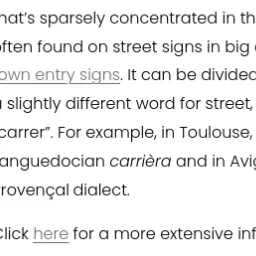 hat's sparsely concentrated in th
often found on street signs in big
own entry signs. It can be divided
slightly different word for street,
carrer”. For example, in Toulouse,
anguedocian carrièra and in Avig
rovençal dialect.
Click here for a more extensive inf